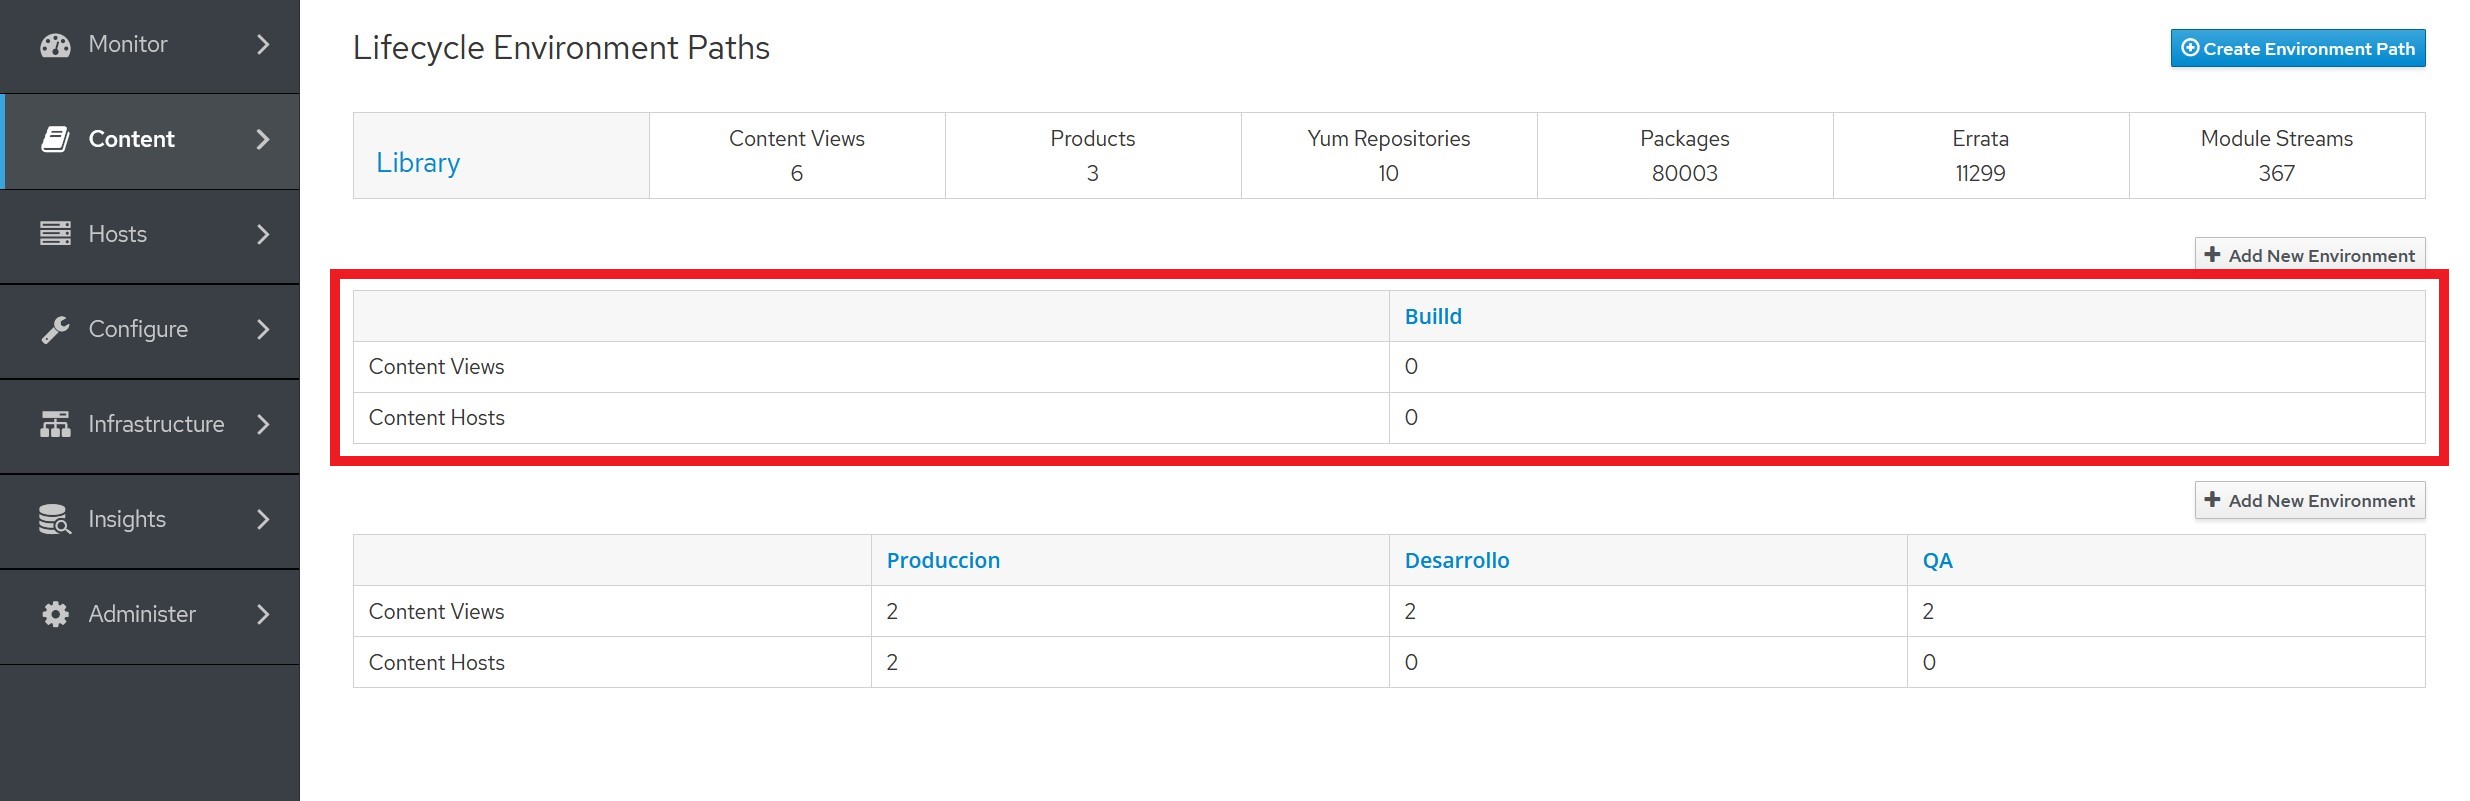 Monitor
Content
Hosts
Configure
Infrastructure
Insights
Administer
Lifecycle Environment Paths
Create Environment Path
Library
Content Views Products Yum Repositories Packages Errata Module Streams
6 3 10 80003 11299 367
Add New Environment
Builld
Content Views 0
Content Hosts 0
Add New Environment
Produccion Desarrollo QA
Content Views 2 2 2
Content Hosts 2 0 0